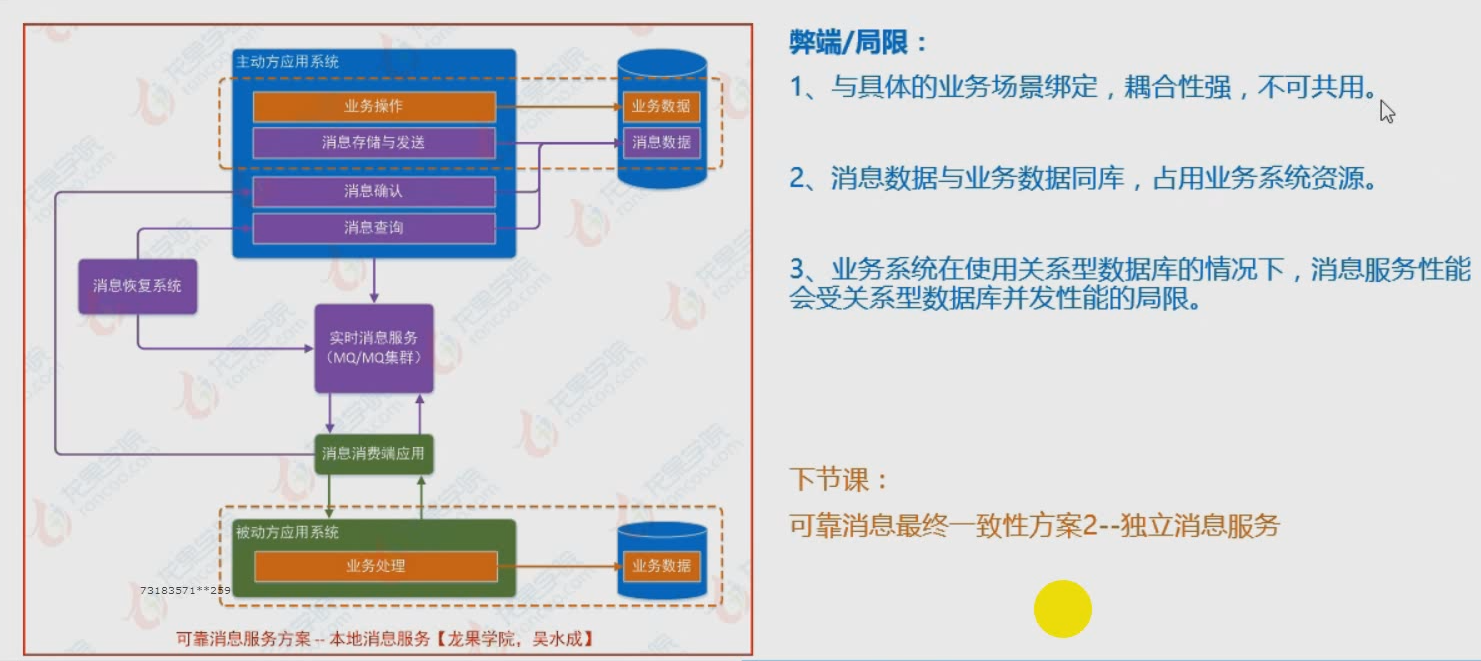 主动方应用系统
业务操作
消息存储与发送
消息确认
消息查询
业务数据
消息数据
消息恢复系统
实时消息服务
（MQ/MQ集群）
消息消费端应用
被动方应用系统
业务处理
业务数据
73183571**259
可靠消息服务方案 -- 本地消息服务【龙果学院，吴水成】
弊端/局限：
1、与具体的业务场景绑定，耦合性强，不可共用。
2、消息数据与业务数据同库，占用业务系统资源。
3、业务系统在使用关系型数据库的情况下，消息服务性能
会受关系型数据库并发性能的局限。
下节课：
可靠消息最终一致性方案2--独立消息服务
龙果学院
roncoo.com